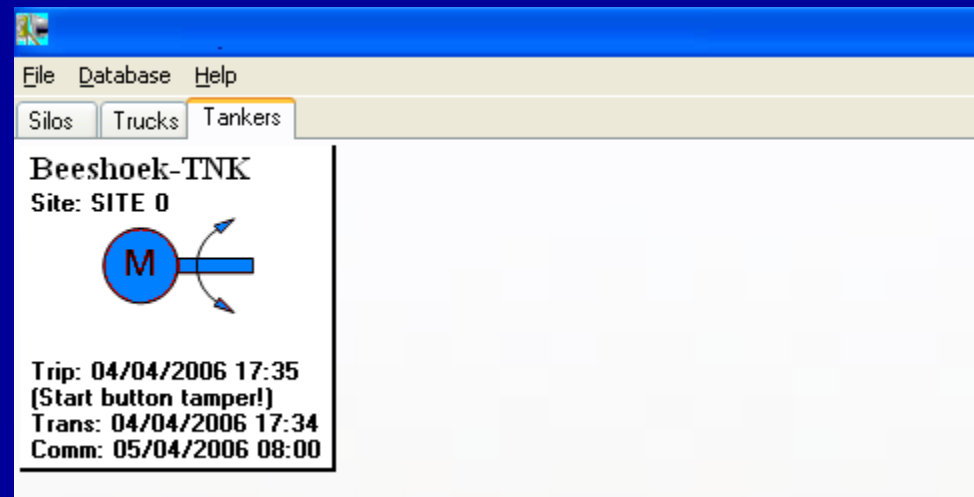 File Database Help
Silos Trucks Tankers
Beeshoek-TNK
Site: SITE 0
M
Trip: 04/04/2006 17:35
(Start button tamper!)
Trans: 04/04/2006 17:34
Comm: 05/04/2006 08:00